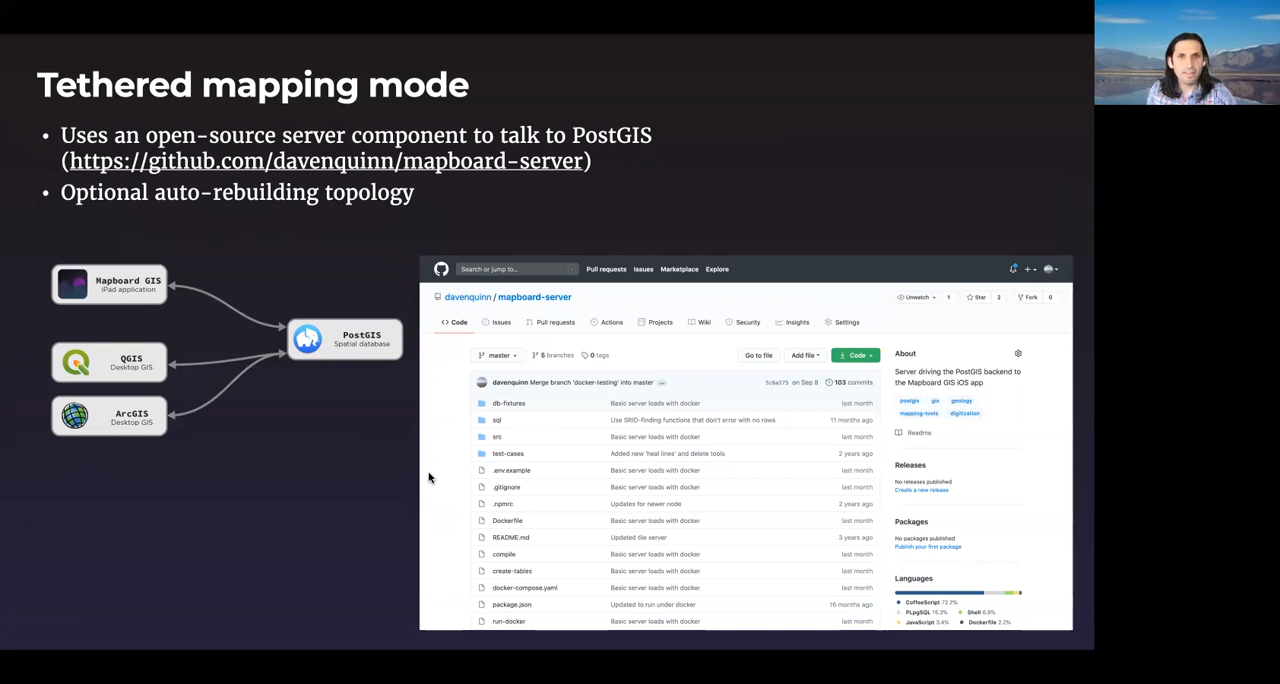 Tethered mapping mode
• Uses an open-source server component to talk to PostGIS
(https://github.com/davenquinn/mapboard-server)
• Optional auto-rebuilding topology
Mapboard GIS
iPad application
QGIS
Desktop GIS
ArcGIS
Desktop GIS
PostGIS
Spatial database
Search or jump to... /
Pull requests Issues Marketplace Explore
davenquinn / mapboard-server
Unwatch 1 Star 2 Fork 0
Code Issues Pull requests Actions Projects Wiki Security Insights Settings
master 5 branches 0 tags Go to file Add file Code
davenquinn Merge branch 'docker-testing' into master ... 5c6a175 on Sep 8 103 commits
db-fixtures Basic server loads with docker last month
sql Use SRID-finding functions that don't error with no rows 11 months ago
src Basic server loads with docker last month
test-cases Added new 'heal lines' and delete tools 2 years ago
.env.example Basic server loads with docker last month
.gitignore Basic server loads with docker last month
.npmrc Updates for newer node 2 years ago
Dockerfile Basic server loads with docker last month
README.md Updated tile server 3 years ago
compile Basic server loads with docker last month
create-tables Basic server loads with docker last month
docker-compose.yaml Basic server loads with docker last month
package.json Updated to run under docker 16 months ago
run-docker Basic server loads with docker last month
About
Server driving the PostGIS backend to
the Mapboard GIS iOS app
postgis gis geology
mapping-tools digitization
Readme
Releases
No releases published
Create a new release
Packages
No packages published
Publish your first package
Languages
CoffeeScript 72.2%
PLpgSQL 15.3% Shell 6.9%
JavaScript 3.4% Dockerfile 2.2%